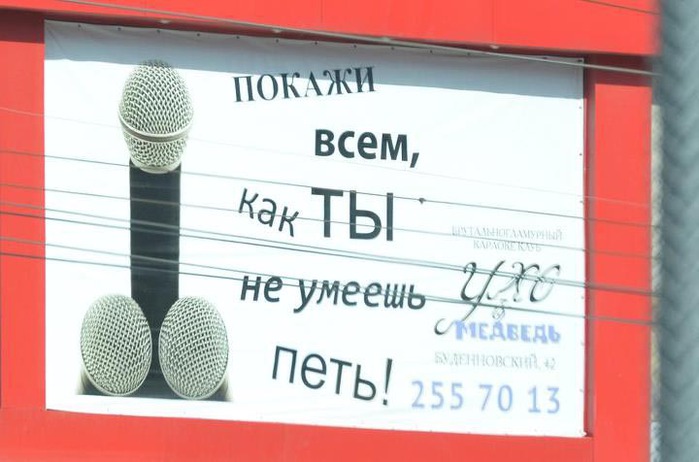 ПОКАЖИ
всем,
как ТЫ
не умеешь
петь!
БРУТАЛЬНОГЛАМУРНЫЙ
КАРАОКЕ КЛУБ
УХО
МЕДВЕДЬ
БУДЕННОВСКИЙ, 42
255 70 13